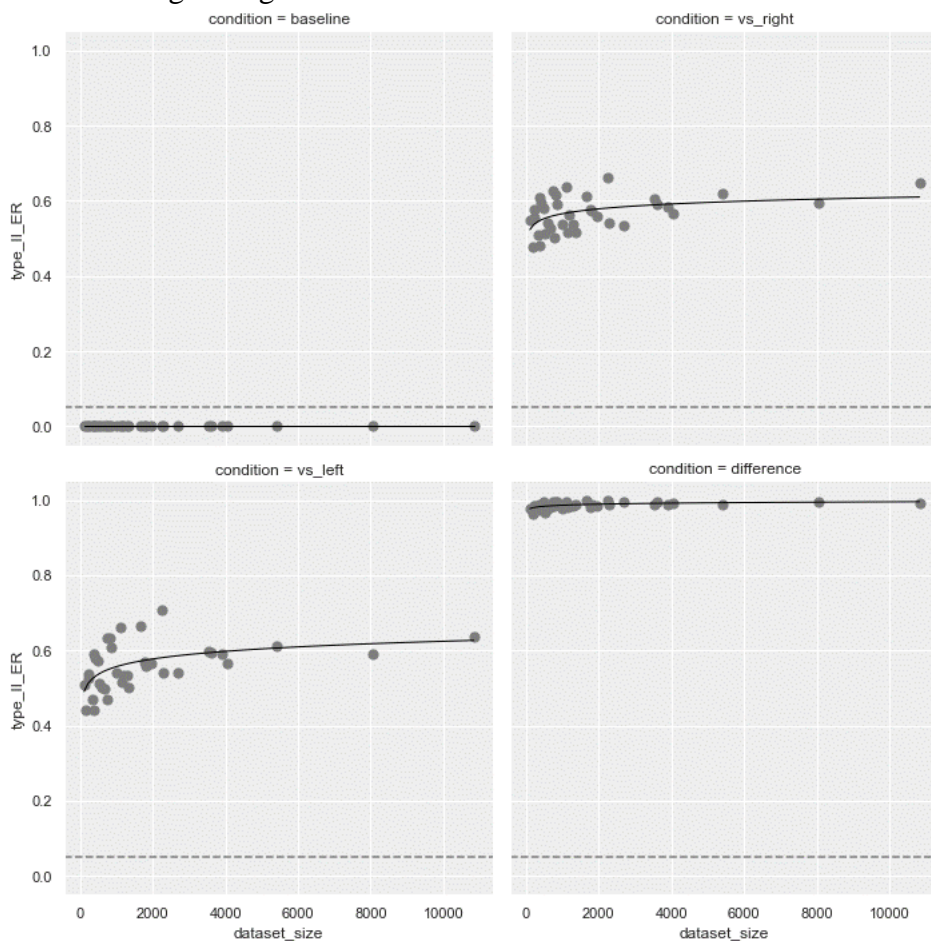 condition = baseline
condition = vs_right
1.0
0.8
0.6
0.4
0.2
0.0
type_II_ER
condition = vs_left
condition = difference
1.0
0.8
0.6
0.4
0.2
0.0
type_II_ER
0 2000 4000 6000 8000 10000
0 2000 4000 6000 8000 10000
dataset_size
dataset_size